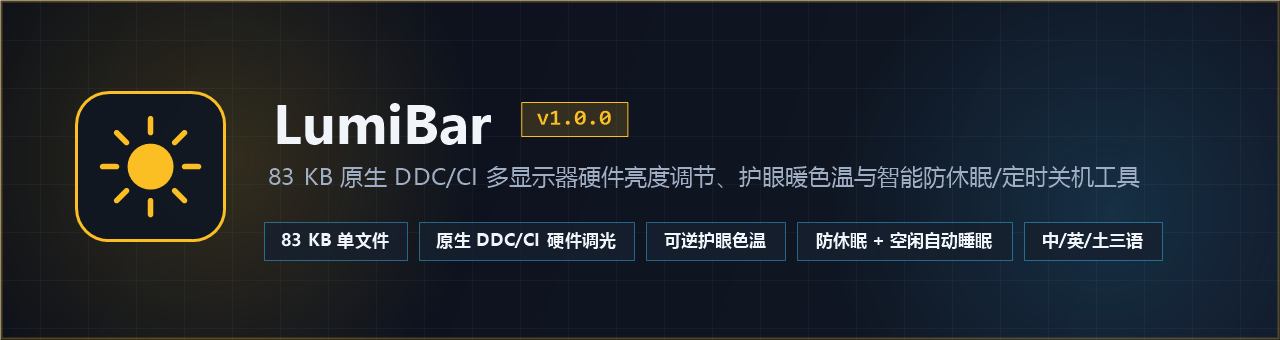 LumiBar v1.0.0
83 KB 原生 DDC/CI 多显示器硬件亮度调节、护眼暖色温与智能防休眠/定时关机工具
83 KB 单文件 原生 DDC/CI 硬件调光 可逆护眼色温 防休眠 + 空闲自动睡眠 中/英/土三语